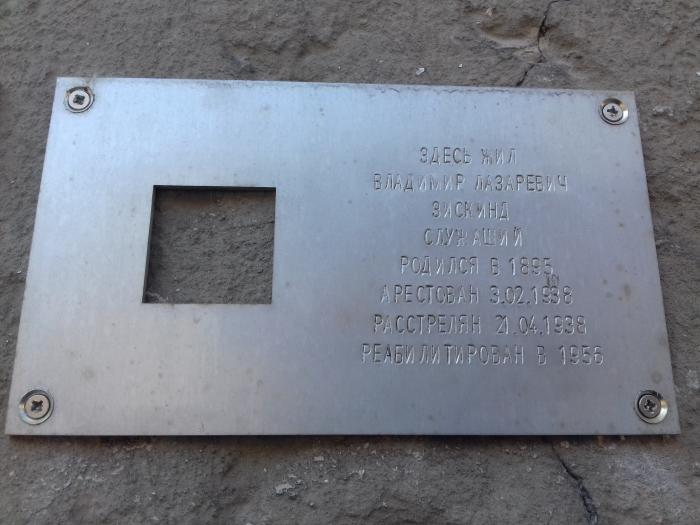 ЗДЕСЬ ЖИЛ
ВЛАДИМИР ЛАЗАРЕВИЧ
ЗИСКИНД
СЛУЖАЩИЙ
РОДИЛСЯ В 1895
АРЕСТОВАН 3.02.1938
РАССТРЕЛЯН 21.04.1938
РЕАБИЛИТИРОВАН В 1956